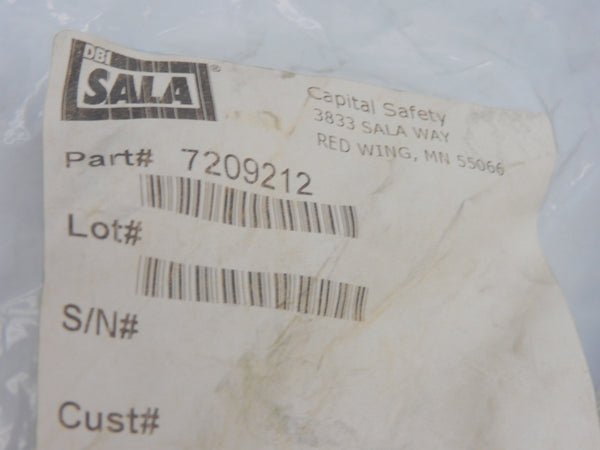 DBI
SALA®
Capital Safety
3833 SALA WAY
RED WING, MN 55066
Part# 7209212
Lot#
S/N#
Cust#